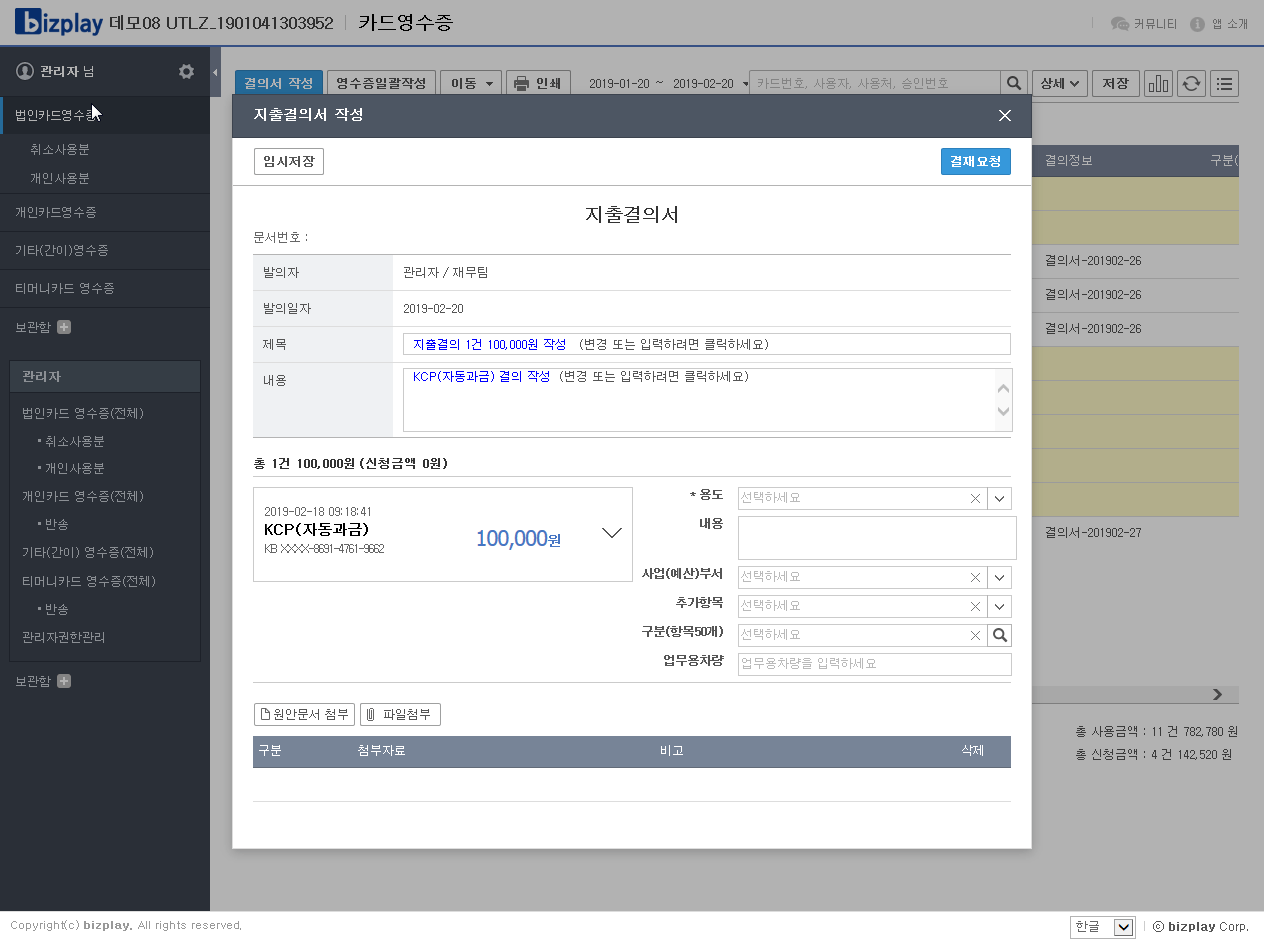 bizplay 데모08 UTLZ_1901041303952 카드영수증 커뮤니티 앱 소개
관리자 님
결의서 작성 영수증일괄작성 이동 인쇄 2019-01-20 ~ 2019-02-20 카드번호, 사용자, 사용처, 승인번호 상세 저장
법인카드영수증
취소사용분
개인사용분
개인카드영수증
기타(간이)영수증
티머니카드 영수증
보관함
관리자
법인카드 영수증(전체)
• 취소사용분
• 개인사용분
개인카드 영수증(전체)
• 반송
기타(간이) 영수증(전체)
티머니카드 영수증(전체)
• 반송
관리자권한관리
보관함
지출결의서 작성
임시저장 결재요청
지출결의서
문서번호 :
발의자 관리자 / 재무팀
발의일자 2019-02-20
제목 지출결의 1건 100,000원 작성 (변경 또는 입력하려면 클릭하세요)
내용 KCP(자동과금) 결의 작성 (변경 또는 입력하려면 클릭하세요)
총 1건 100,000원 (신청금액 0원)
2019-02-18 09:18:41
KCP(자동과금)
KB XXXX-8691-4761-9662
100,000원
* 용도 선택하세요
내용
사업(예산)부서 선택하세요
추가항목 선택하세요
구분(항목50개) 선택하세요
업무용차량 업무용차량을 입력하세요
원안문서 첨부 파일첨부
구분 첨부자료 비고 삭제
결의정보 구분(
결의서-201902-26
결의서-201902-26
결의서-201902-26
결의서-201902-27
총 사용금액 : 11 건 782,780 원
총 신청금액 : 4 건 142,520 원
Copyright(c) bizplay. All rights reserved. 한글 ⓒ bizplay Corp.